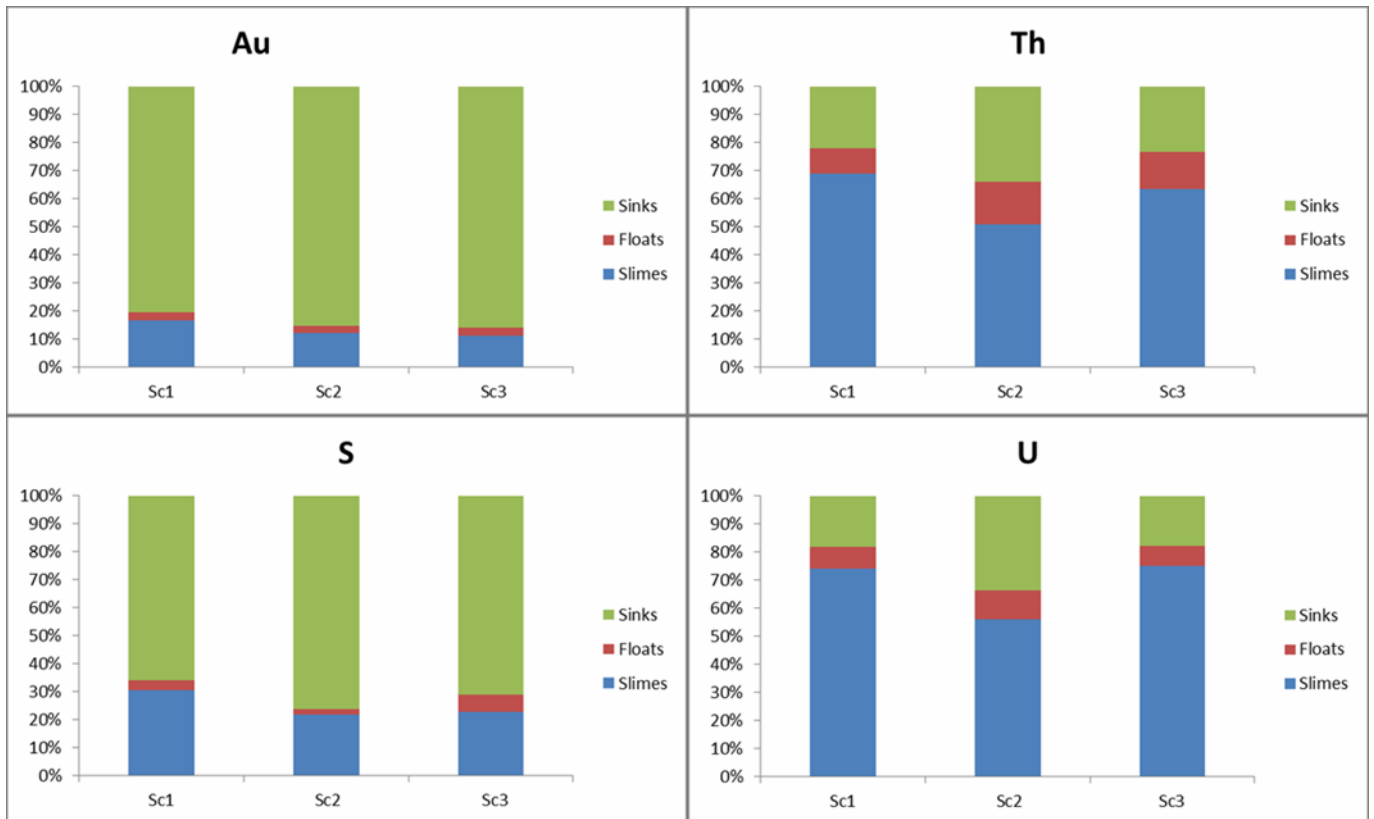 Au
100%
90%
80%
70%
60%
50%
40%
30%
20%
10%
0%
Sc1 Sc2 Sc3
Sinks
Floats
Slimes
Th
100%
90%
80%
70%
60%
50%
40%
30%
20%
10%
0%
Sc1 Sc2 Sc3
Sinks
Floats
Slimes
S
100%
90%
80%
70%
60%
50%
40%
30%
20%
10%
0%
Sc1 Sc2 Sc3
Sinks
Floats
Slimes
U
100%
90%
80%
70%
60%
50%
40%
30%
20%
10%
0%
Sc1 Sc2 Sc3
Sinks
Floats
Slimes